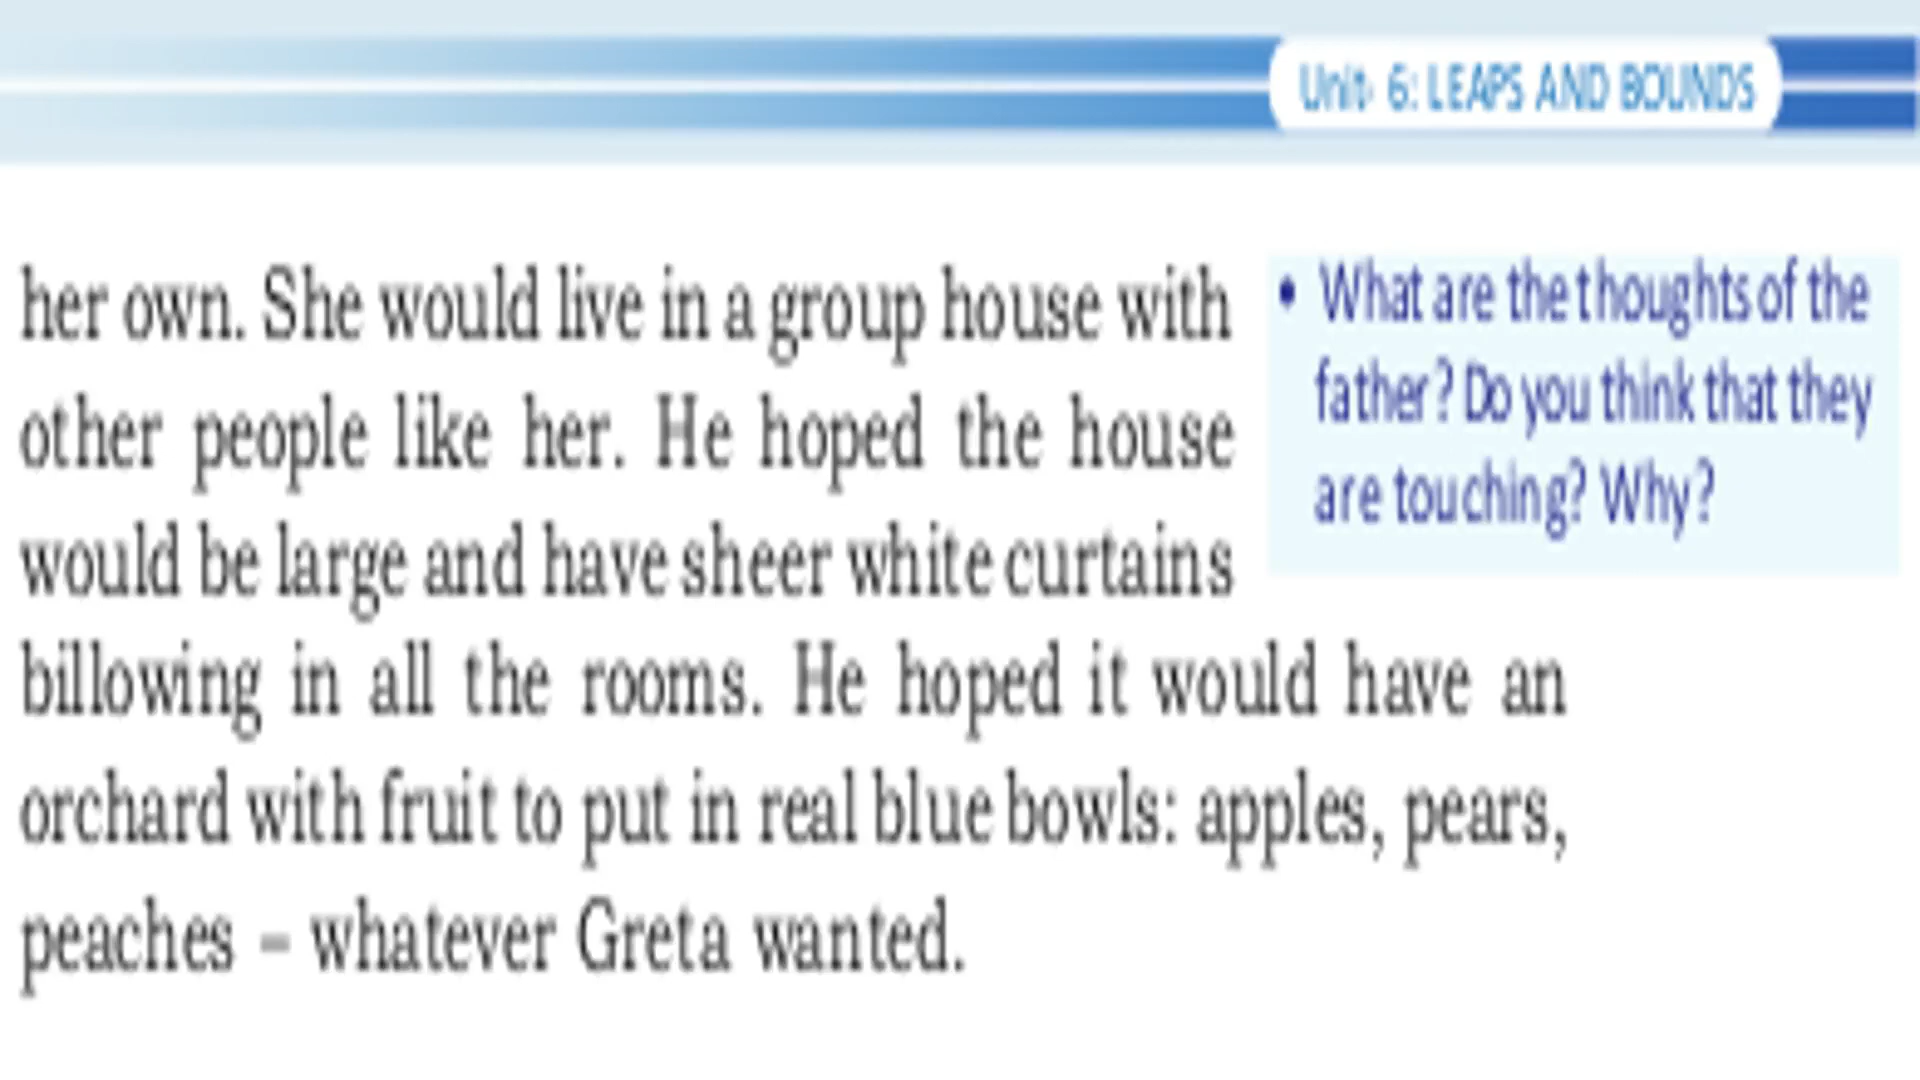 Unit- 6: LEAPS AND BOUNDS
her own. She would live in a group house with
other people like her. He hoped the house
would be large and have sheer white curtains
billowing in all the rooms. He hoped it would have an
orchard with fruit to put in real blue bowls: apples, pears,
peaches – whatever Greta wanted.
• What are the thoughts of the
father? Do you think that they
are touching? Why?